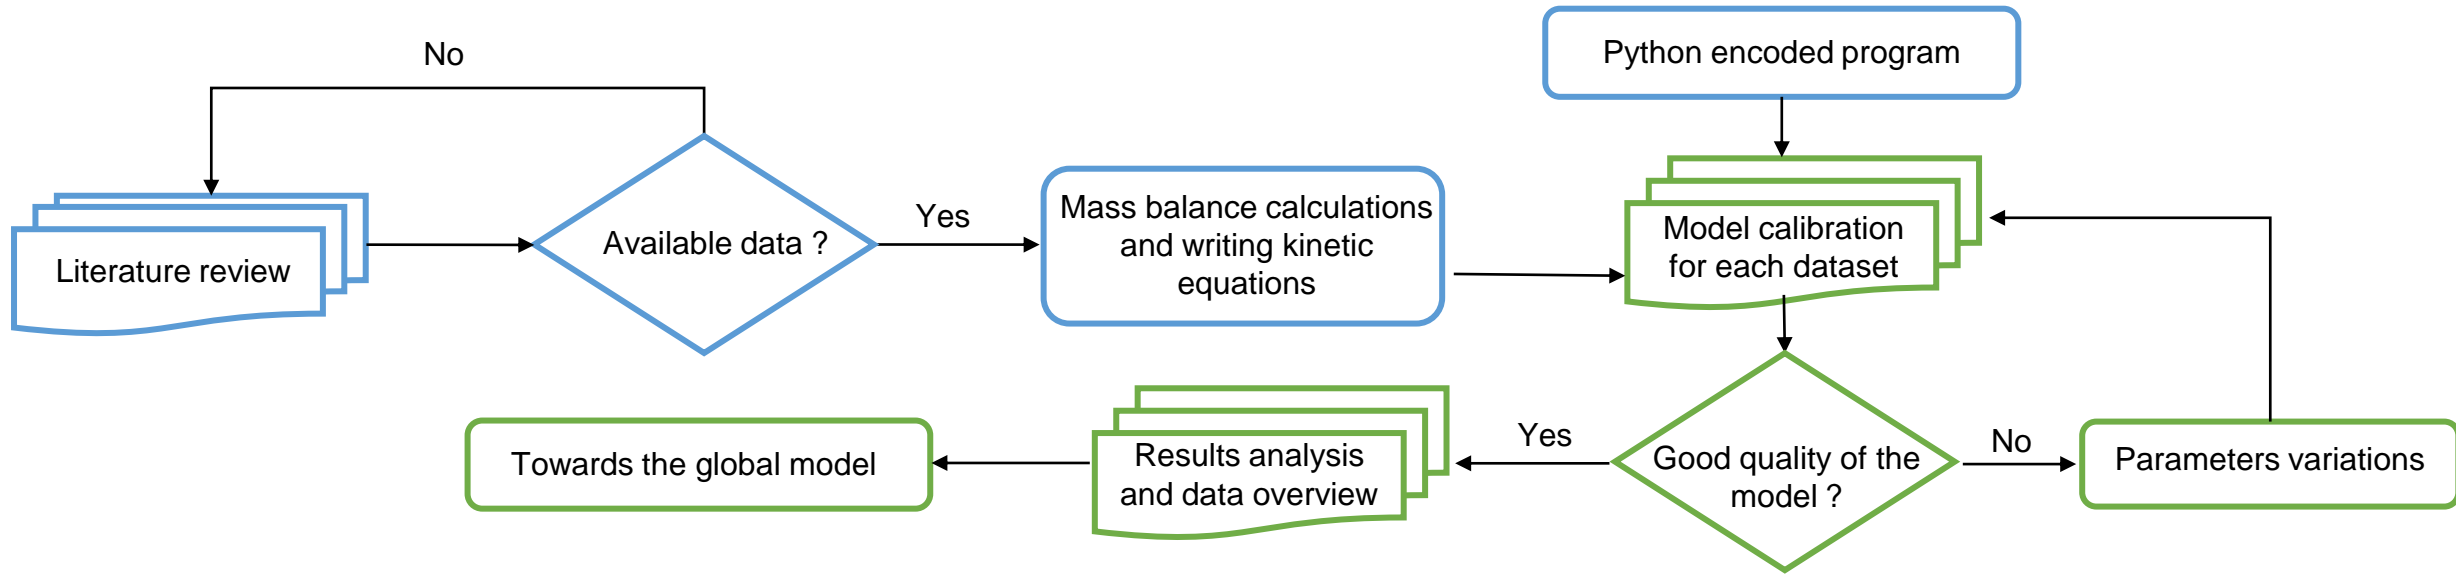 No
Python encoded program
Literature review
Available data ?
Yes
Mass balance calculations
and writing kinetic
equations
Model calibration
for each dataset
Good quality of the
model ?
No
Parameters variations
Yes
Results analysis
and data overview
Towards the global model